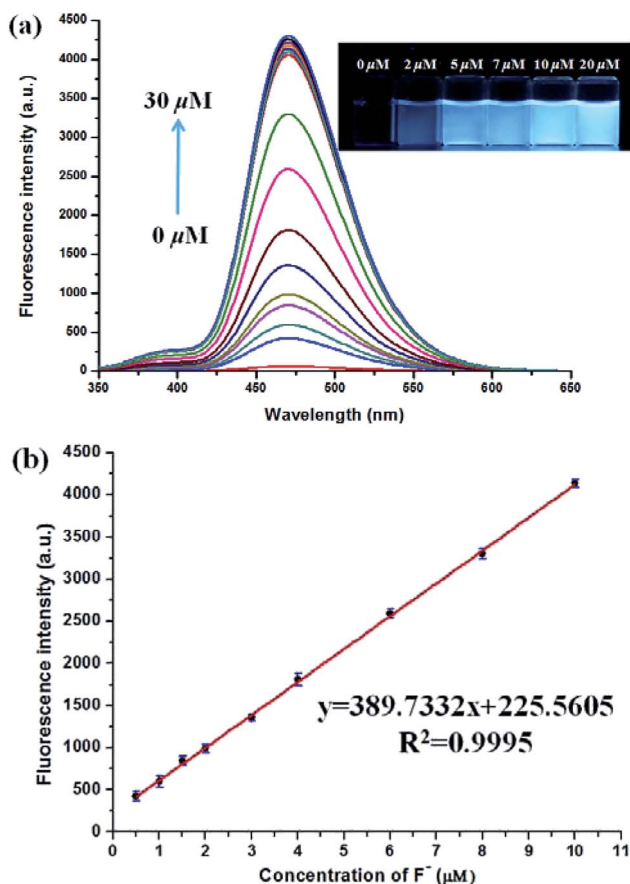 (a)
4500
4000
3500
3000
2500
2000
1500
1000
500
0
Fluorescence intensity (a.u.)
30 μM
0 μM
0 μM 2 μM 5 μM 7 μM 10 μM 20 μM
350 400 450 500 550 600 650
Wavelength (nm)
(b)
4500
4000
3500
3000
2500
2000
1500
1000
500
0
Fluorescence intensity (a.u.)
y=389.7332x+225.5605
R²=0.9995
0 1 2 3 4 5 6 7 8 9 10 11
Concentration of F⁻ (μM)